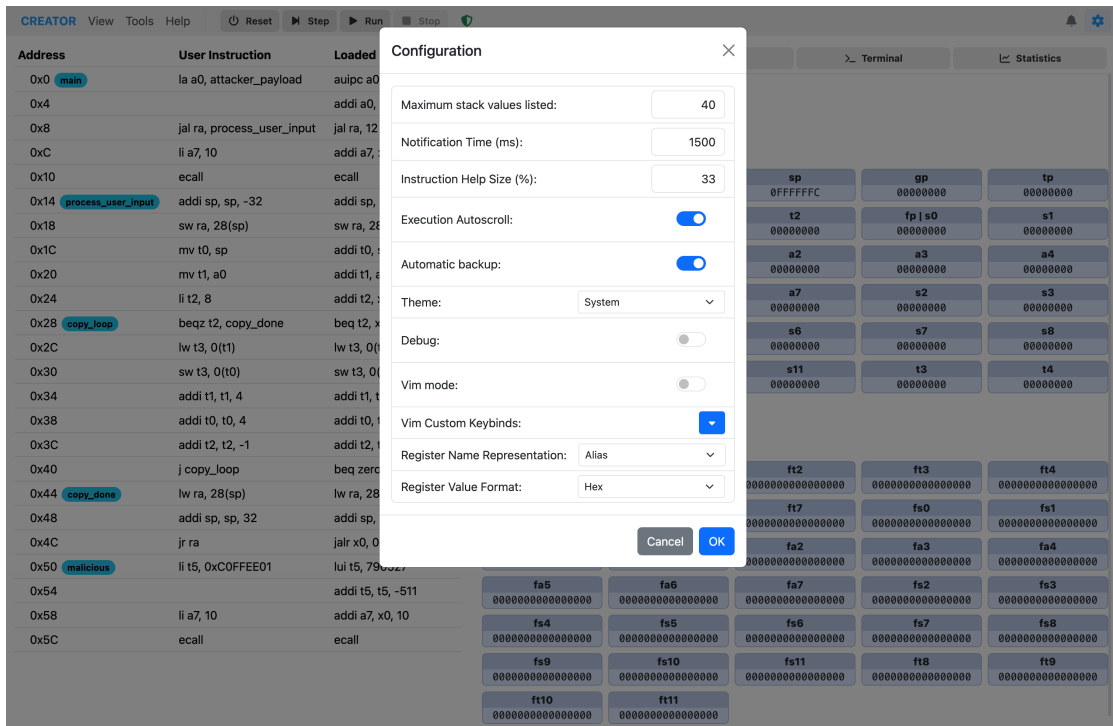 CREATOR View Tools Help Reset Step Run Stop
Address User Instruction Loaded
Terminal Statistics
0x0 main la a0, attacker_payload auipc a0
0x4 addi a0,
0x8 jal ra, process_user_input jal ra, 12
0xC li a7, 10 addi a7,
0x10 ecall ecall
0x14 process_user_input addi sp, sp, -32 addi sp,
0x18 sw ra, 28(sp) sw ra, 28
0x1C mv t0, sp addi t0,
0x20 mv t1, a0 addi t1,
0x24 li t2, 8 addi t2,
0x28 copy_loop beqz t2, copy_done beq t2, x
0x2C lw t3, 0(t1) lw t3, 0(t
0x30 sw t3, 0(t0) sw t3, 0(
0x34 addi t1, t1, 4 addi t1, t
0x38 addi t0, t0, 4 addi t0, t
0x3C addi t2, t2, -1 addi t2, t
0x40 j copy_loop beq zero
0x44 copy_done lw ra, 28(sp) lw ra, 28
0x48 addi sp, sp, 32 addi sp,
0x4C jr ra jalr x0, 0
0x50 malicious li t5, 0xC0FFEE01 lui t5,
0x54 addi t5, t5, -511
0x58 li a7, 10 addi a7, x0, 10
0x5C ecall ecall
Configuration
Maximum stack values listed: 40
Notification Time (ms): 1500
Instruction Help Size (%): 33
Execution Autoscroll:
Automatic backup:
Theme: System
Debug:
Vim mode:
Vim Custom Keybinds:
Register Name Representation: Alias
Register Value Format: Hex
Cancel OK
sp gp tp
0FFFFFFC 00000000 00000000
t2 fp | s0 s1
00000000 00000000 00000000
a2 a3 a4
00000000 00000000 00000000
a7 s2 s3
00000000 00000000 00000000
s6 s7 s8
00000000 00000000 00000000
s11 t3 t4
00000000 00000000 00000000
ft2 ft3 ft4
0000000000000000 0000000000000000 0000000000000000
ft7 fs0 fs1
0000000000000000 0000000000000000 0000000000000000
fa2 fa3 fa4
0000000000000000 0000000000000000 0000000000000000
fa5 fa6 fa7 fs2 fs3
0000000000000000 0000000000000000 0000000000000000 0000000000000000 0000000000000000
fs4 fs5 fs6 fs7 fs8
0000000000000000 0000000000000000 0000000000000000 0000000000000000 0000000000000000
fs9 fs10 fs11 ft8 ft9
0000000000000000 0000000000000000 0000000000000000 0000000000000000 0000000000000000
ft10 ft11
0000000000000000 0000000000000000